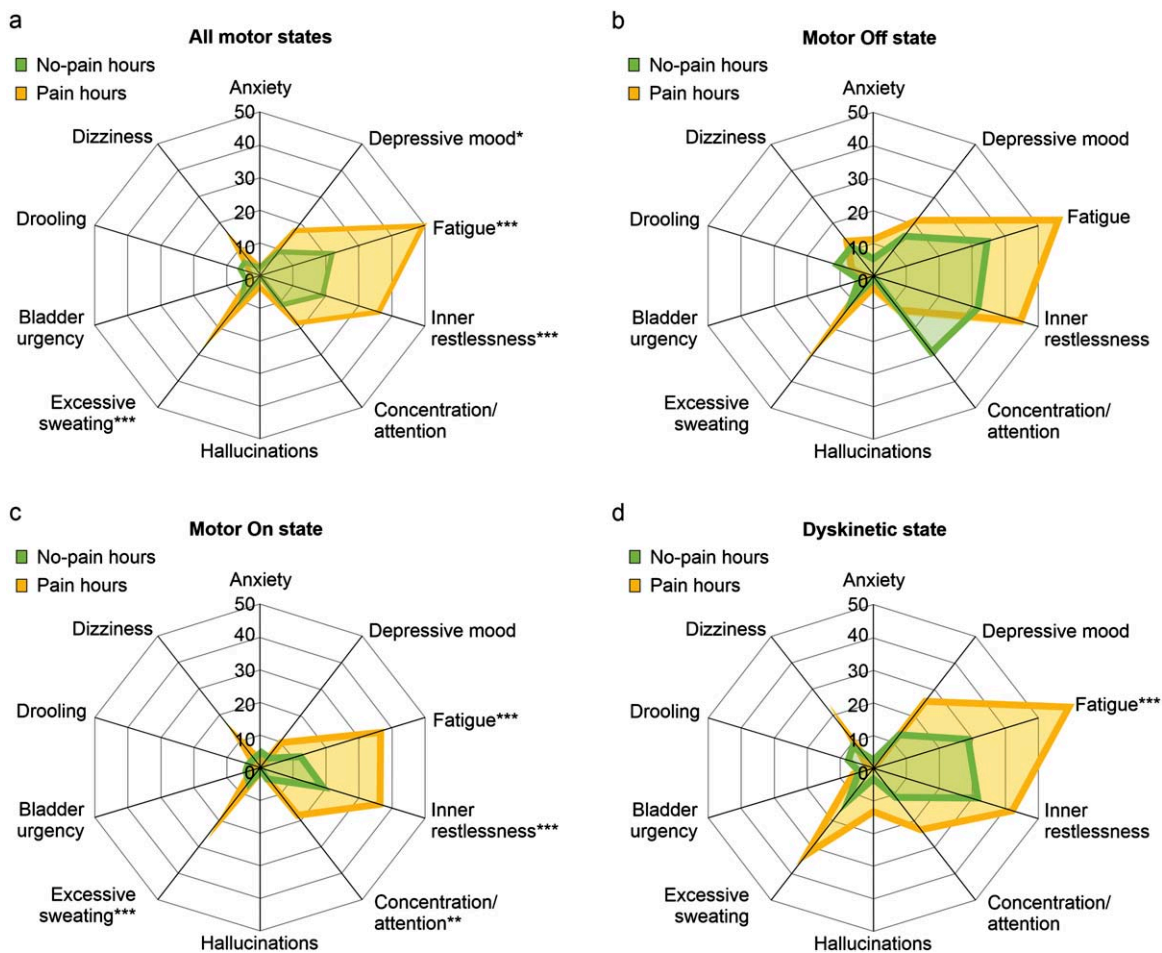 a
All motor states
No-pain hours
Pain hours
Anxiety
Dizziness
Depressive mood*
Drooling
Fatigue***
Bladder
urgency
Inner
restlessness***
Excessive
sweating***
Concentration/
attention
Hallucinations
50
40
30
20
10
0
b
Motor Off state
No-pain hours
Pain hours
Anxiety
Dizziness
Depressive mood
Drooling
Fatigue
Bladder
urgency
Inner
restlessness
Excessive
sweating
Concentration/
attention
Hallucinations
50
40
30
20
10
0
c
Motor On state
No-pain hours
Pain hours
Anxiety
Dizziness
Depressive mood
Drooling
Fatigue***
Bladder
urgency
Inner
restlessness***
Excessive
sweating***
Concentration/
attention**
Hallucinations
50
40
30
20
10
0
d
Dyskinetic state
No-pain hours
Pain hours
Anxiety
Dizziness
Depressive mood
Drooling
Fatigue***
Bladder
urgency
Inner
restlessness
Excessive
sweating
Concentration/
attention
Hallucinations
50
40
30
20
10
0